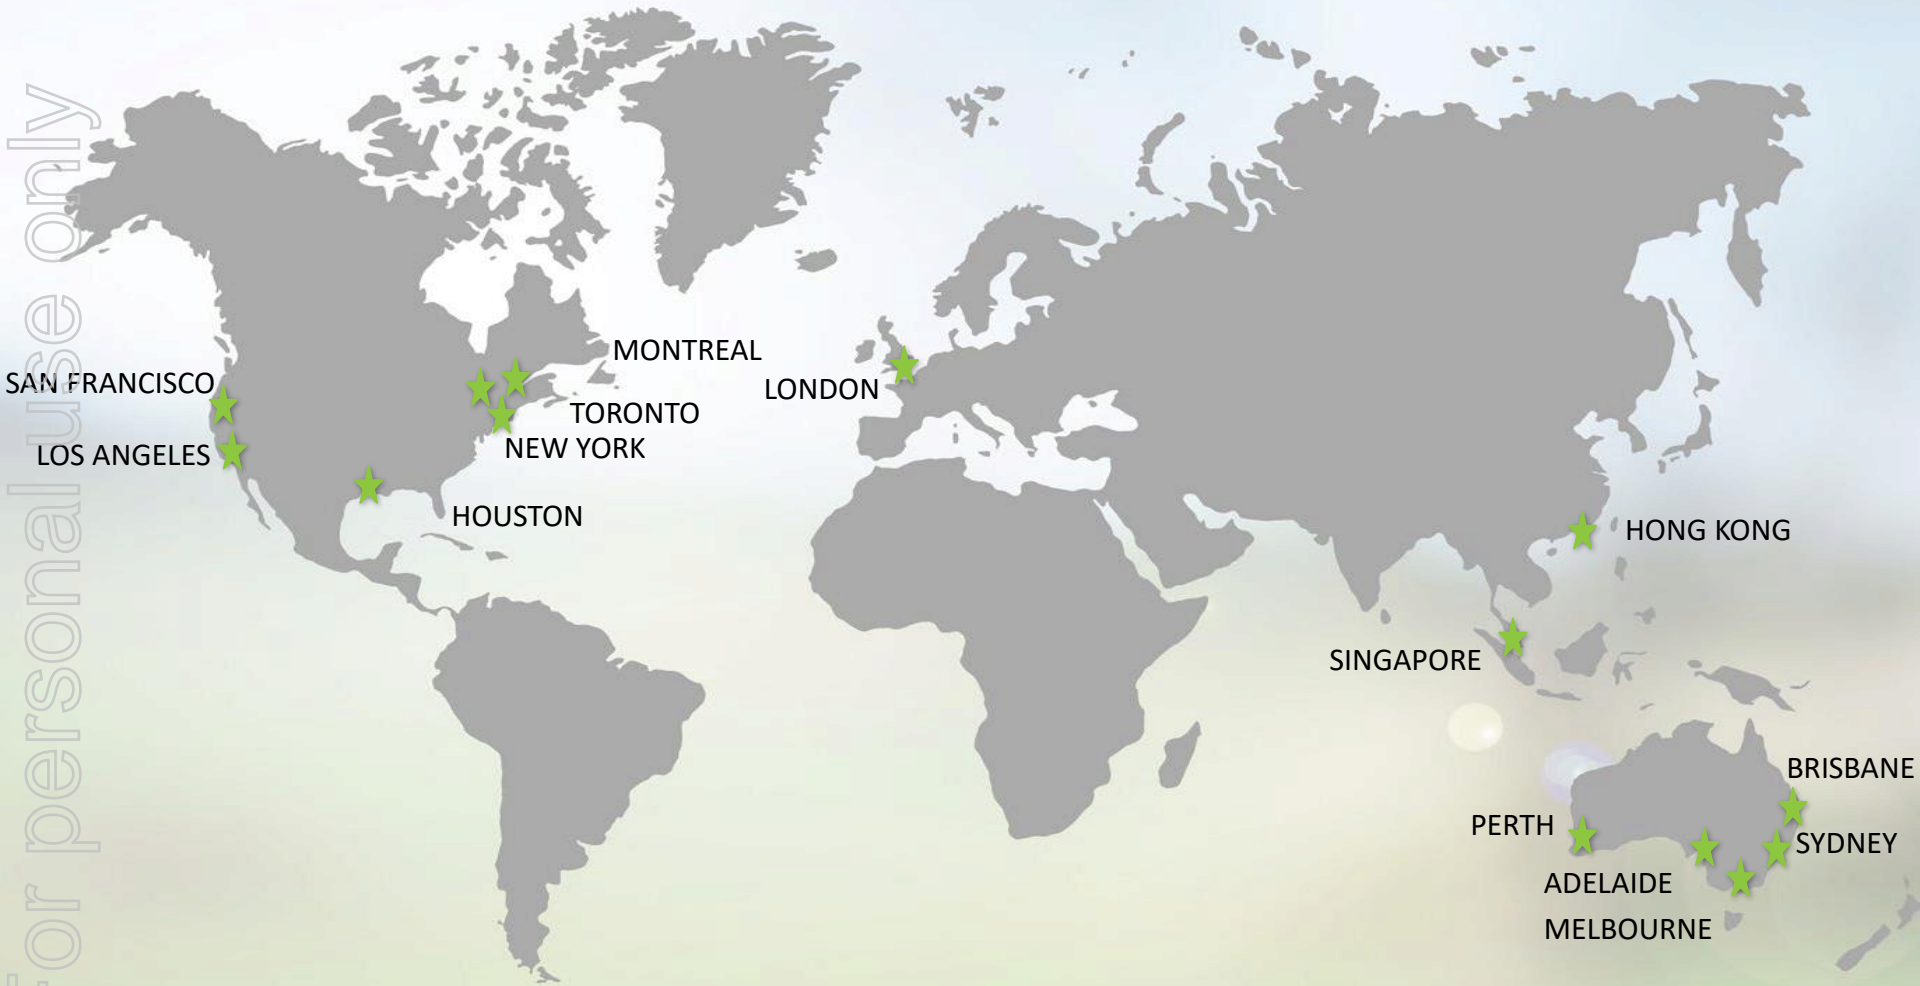 For personal use only
MONTREAL
SAN FRANCISCO
LONDON
TORONTO
NEW YORK
LOS ANGELES
HOUSTON
HONG KONG
SINGAPORE
BRISBANE
PERTH
SYDNEY
ADELAIDE
MELBOURNE